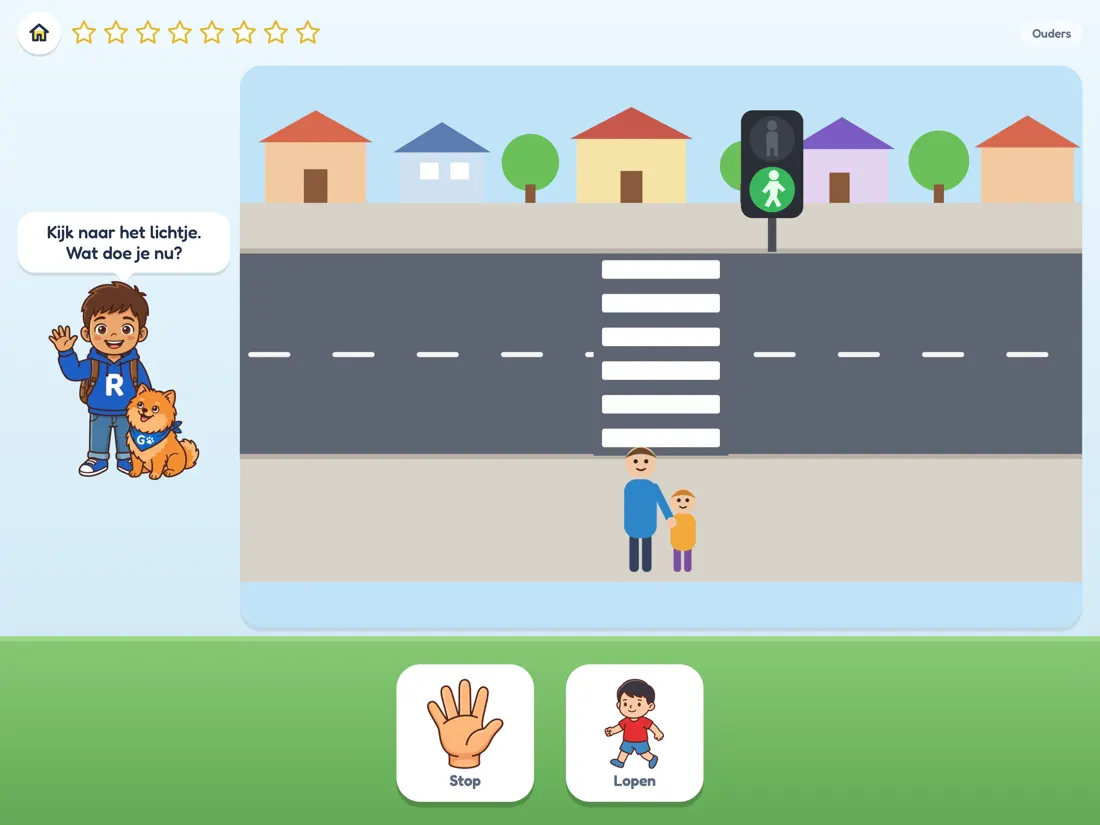 Ouders
Kijk naar het lichtje.
Wat doe je nu?
R
G
Stop
Lopen